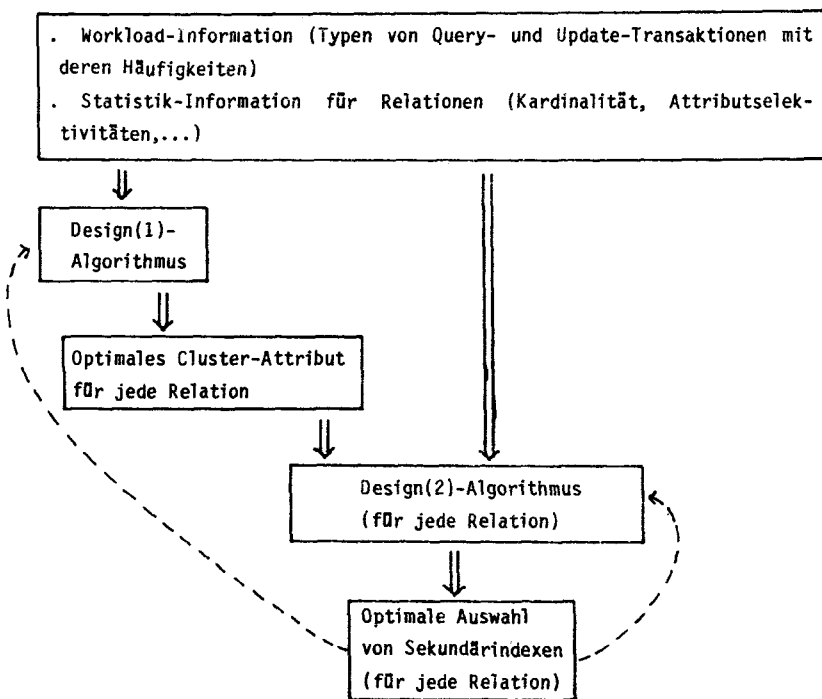 . Workload-Information (Typen von Query- und Update-Transaktionen mit
deren Häufigkeiten)
. Statistik-Information für Relationen (Kardinalität, Attributselek-
tivitäten,...)
Design(1)-
Algorithmus
Optimales Cluster-Attribut
für jede Relation
Design(2)-Algorithmus
(für jede Relation)
Optimale Auswahl
von Sekundärindexen
(für jede Relation)